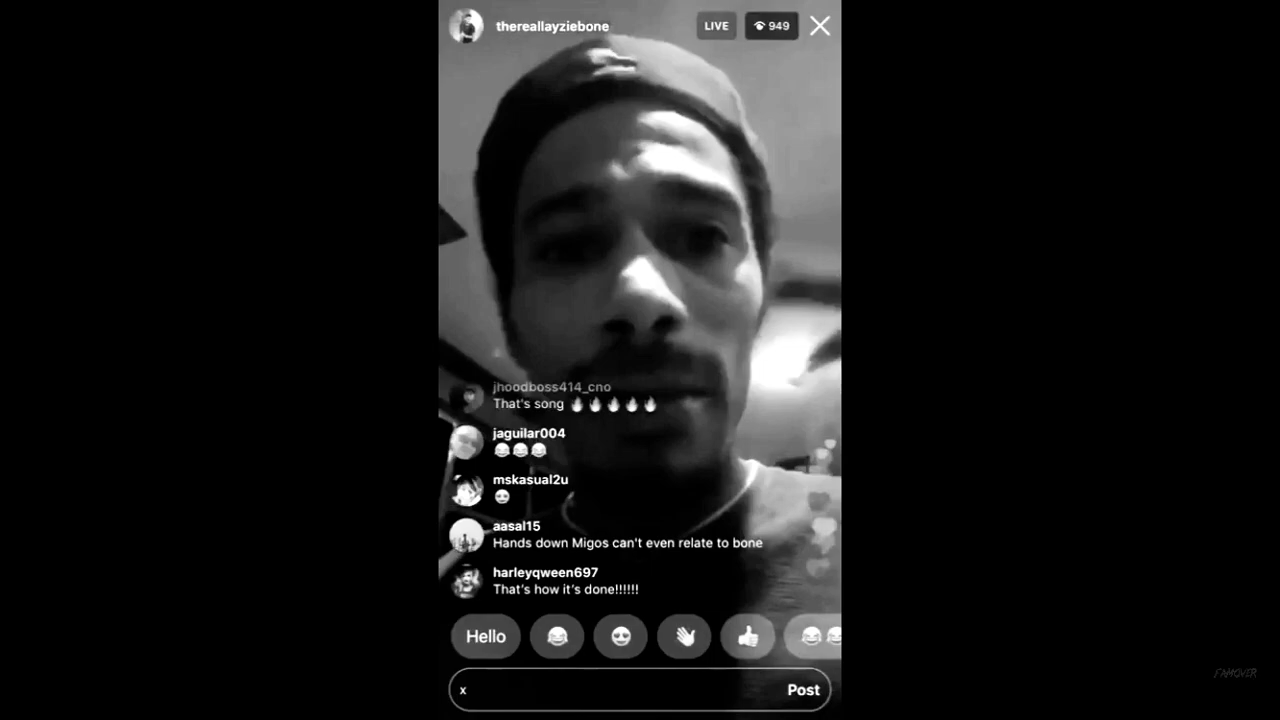 thereallayziebone
LIVE
949
jhoodboss414_cno
That's song 🔥🔥🔥🔥🔥
jaguilar004
😂😂😂
mskasual2u
😍
aasal15
Hands down Migos can't even relate to bone
harleyqween697
That's how it's done!!!!!!
Hello 😂 😍 👋 👍 😂😂
x
Post
FAMOVER